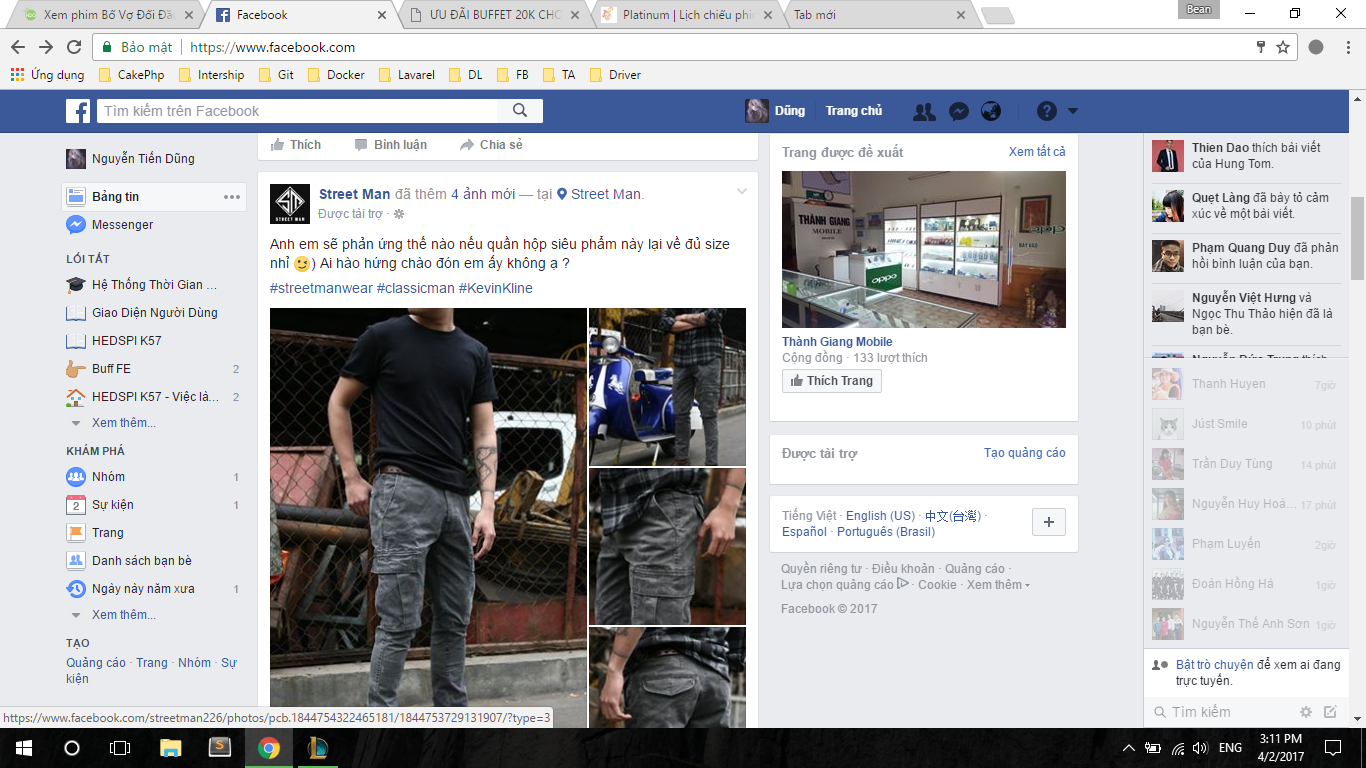 Xem phim Bố Vợ Đối Đầu
Facebook
ƯU ĐÃI BUFFET 20K CHO
Platinum | Lịch chiếu phim
Tab mới
Bean
Bảo mật
https://www.facebook.com
Ứng dụng
CakePhp
Intership
Git
Docker
Lavarel
DL
FB
TA
Driver
Tìm kiếm trên Facebook
Dũng
Trang chủ
Nguyễn Tiến Dũng
Bảng tin
Messenger
LỐI TẮT
Hệ Thống Thời Gian ...
Giao Diện Người Dùng
HEDSPI K57
Buff FE 2
HEDSPI K57 - Việc là... 2
Xem thêm...
KHÁM PHÁ
Nhóm 1
Sự kiện 1
2
Trang
Danh sách bạn bè
Ngày này năm xưa 1
Xem thêm...
TẠO
Quảng cáo · Trang · Nhóm · Sự
kiện
Thích Bình luận Chia sẻ
STREET MAN
Street Man đã thêm 4 ảnh mới — tại Street Man.
Được tài trợ ·
Anh em sẽ phản ứng thế nào nếu quần hộp siêu phẩm này lại về đủ size
nhỉ 😉) Ai hào hứng chào đón em ấy không ạ ?
#streetmanwear #classicman #KevinKline
Trang được đề xuất
Xem tất cả
THÀNH GIANG
MOBILE
oppo
Thành Giang Mobile
Cộng đồng · 133 lượt thích
Thích Trang
Được tài trợ
Tạo quảng cáo
Tiếng Việt · English (US) · 中文(台灣) ·
Español · Português (Brasil)
Quyền riêng tư · Điều khoản · Quảng cáo ·
Lựa chọn quảng cáo · Cookie · Xem thêm
Facebook © 2017
Thien Dao thích bài viết
của Hung Tom.
Quẹt Làng đã bày tỏ cảm
xúc về một bài viết.
Phạm Quang Duy đã phản
hồi bình luận của bạn.
Nguyễn Việt Hưng và
Ngọc Thu Thảo hiện đã là
bạn bè.
Nguyễn Đức Trung thích
Thanh Huyen 7giờ
Júst Smile 10 phút
Trần Duy Tùng 14 phút
Nguyễn Huy Hoà... 17 phút
Phạm Luyến 2giờ
Đoàn Hồng Hà 1giờ
Nguyễn Thế Anh Sơn 1giờ
Bật trò chuyện để xem ai đang
trực tuyến.
Tìm kiếm
https://www.facebook.com/streetman226/photos/pcb.1844754322465181/1844753729131907/?type=3
ENG
3:11 PM
4/2/2017